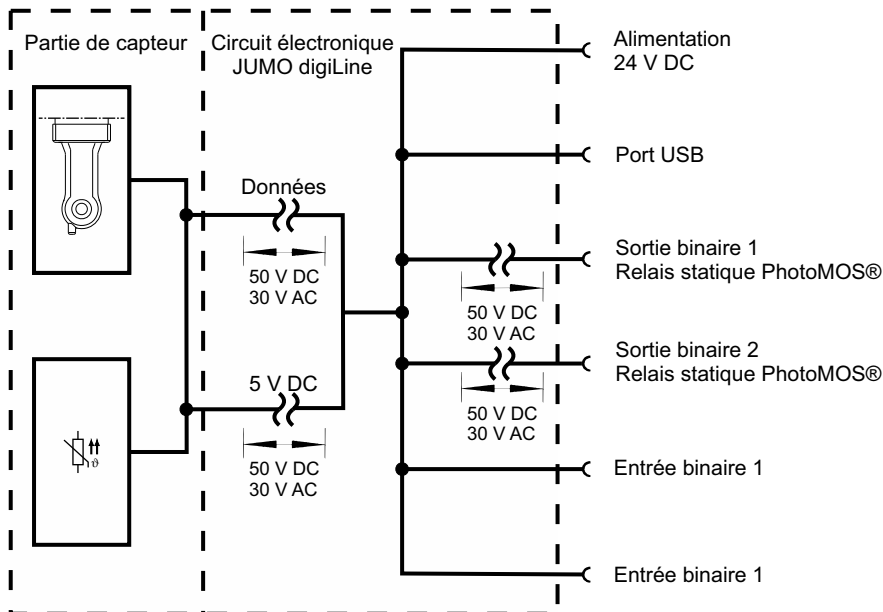 Partie de capteur
Circuit électronique
JUMO digiLine
Alimentation
24 V DC
Port USB
Données
50 V DC
30 V AC
Sortie binaire 1
Relais statique PhotoMOS®
50 V DC
30 V AC
Sortie binaire 2
Relais statique PhotoMOS®
5 V DC
50 V DC
30 V AC
50 V DC
30 V AC
ϑ
Entrée binaire 1
Entrée binaire 1